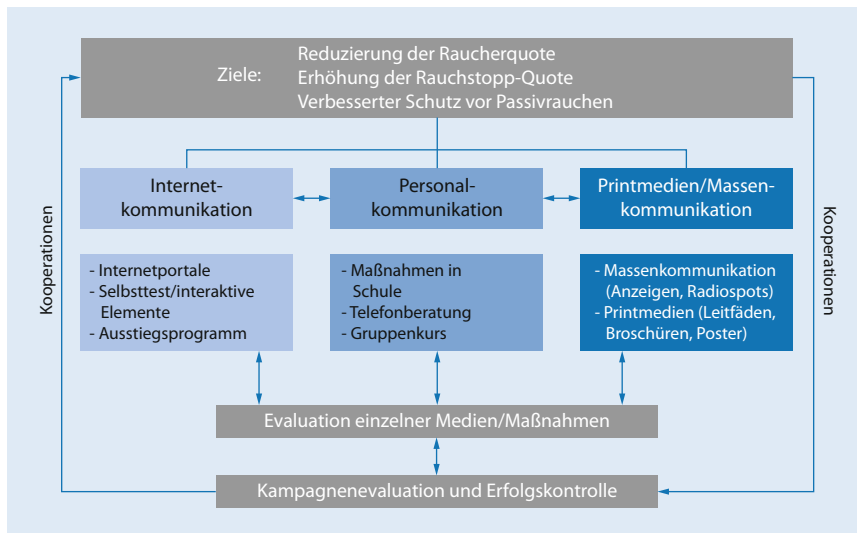 Ziele:
Reduzierung der Raucherquote
Erhöhung der Rauchstopp-Quote
Verbesserter Schutz vor Passivrauchen
Kooperationen
Internet-
kommunikation
Personal-
kommunikation
Printmedien/Massen-
kommunikation
Kooperationen
- Internetportale
- Selbsttest/interaktive
Elemente
- Ausstiegsprogramm
- Maßnahmen in
Schule
- Telefonberatung
- Gruppenkurs
- Massenkommunikation
(Anzeigen, Radiospots)
- Printmedien (Leitfäden,
Broschüren, Poster)
Evaluation einzelner Medien/Maßnahmen
Kampagnenevaluation und Erfolgskontrolle